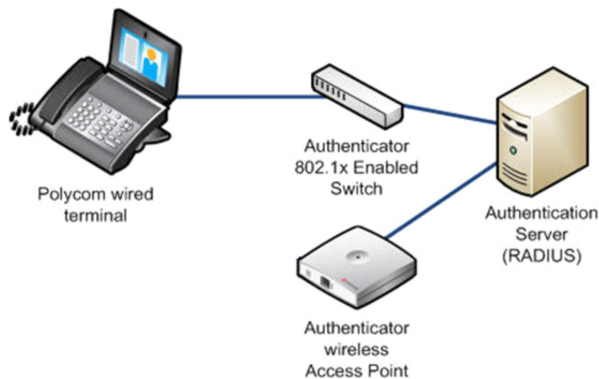 Polycom wired
terminal
Authenticator
802.1x Enabled
Switch
Authentication
Server
(RADIUS)
Authenticator
wireless
Access Point